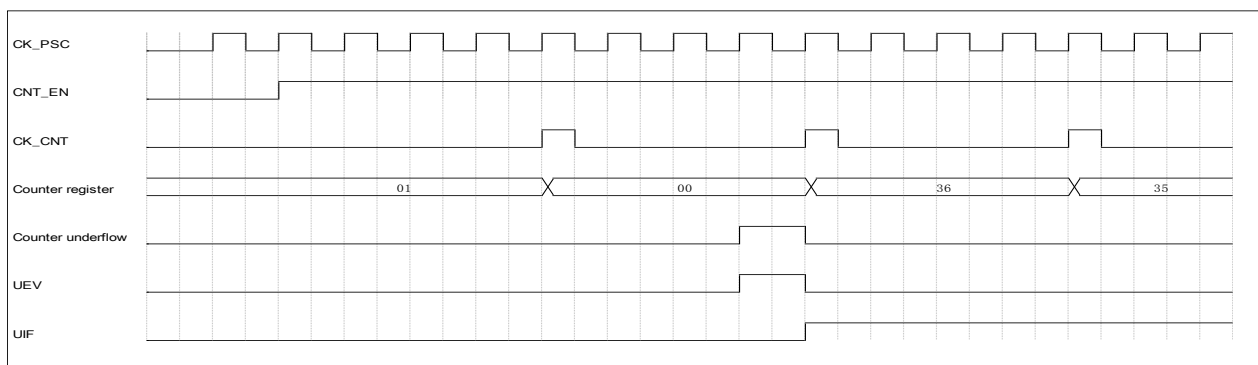 CK_PSC
CNT_EN
CK_CNT
Counter register 01 00 36 35
Counter underflow
UEV
UIF